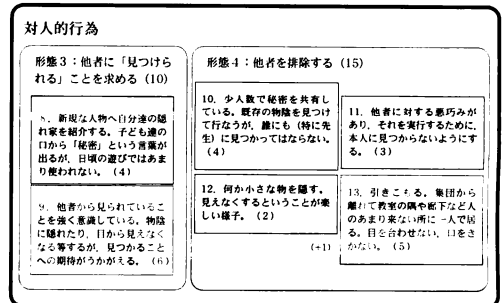 対人的行為
形態3：他者に「見つけら
れる」ことを求める（10）
8．新規な人物へ自分達の隠
れ家を紹介する。子ども達の
口から「秘密」という言葉が
出るが，日頃の遊びではあま
り使われない。（4）
9．他者から見られているこ
とを強く意識している。物陰
に隠れたり，目から見えなく
なる等するが，見つかること
への期待がうかがえる。（6）
形態4：他者を排除する（15）
10．少人数で秘密を共有し
ている。既存の物陰を見つけ
て行なうが，誰にも（特に先
生）に見つかってはならない。
（4）
11．他者に対する悪巧みが
あり，それを実行するために，
本人に見つからないようにす
る。（3）
12．何か小さな物を隠す。
見えなくするということが楽
しい様子。（2）
（+1）
13．引きこもる。集団から
離れて教室の隅や廊下など人
のあまり来ない所に一人で居
る。目を合わせない，口をき
かない。（5）